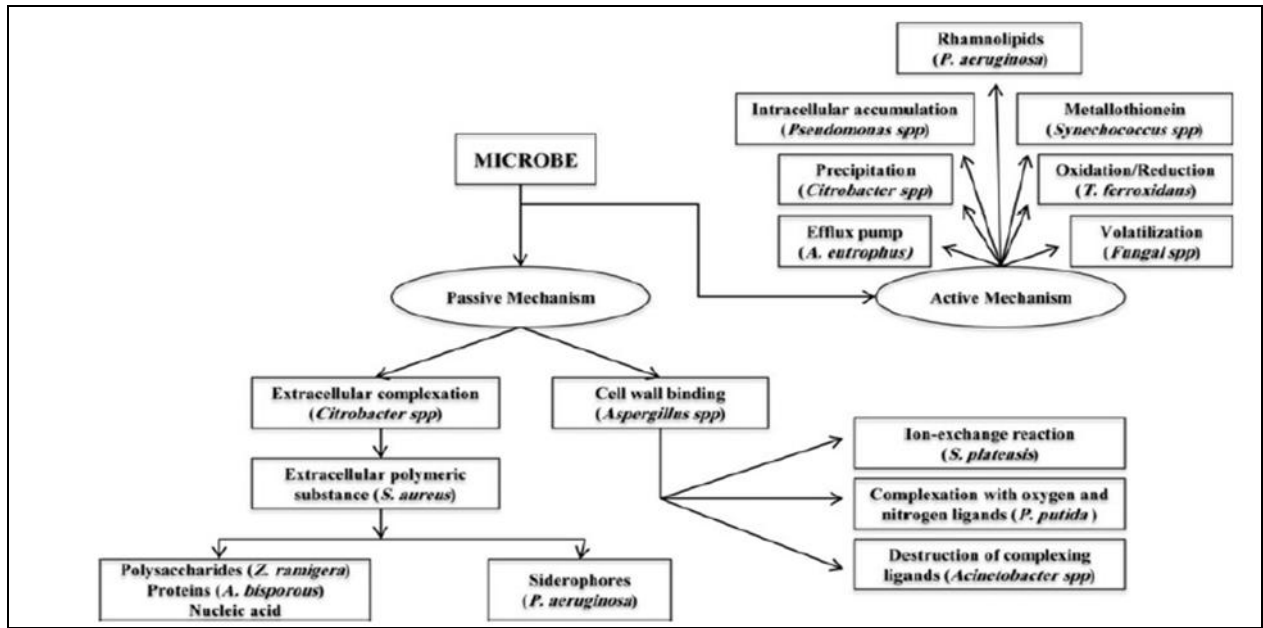 Rhamnolipids
(P. aeruginosa)
Intracellular accumulation
(Pseudomonas spp)
Metallothionein
(Synechococcus spp)
MICROBE
Precipitation
(Citrobacter spp)
Oxidation/Reduction
(T. ferroxidans)
Efflux pump
(A. eutrophus)
Volatilization
(Fungal spp)
Passive Mechanism
Active Mechanism
Extracellular complexation
(Citrobacter spp)
Cell wall binding
(Aspergillus spp)
Ion-exchange reaction
(S. platensis)
Extracellular polymeric
substance (S. aureus)
Complexation with oxygen and
nitrogen ligands (P. putida )
Destruction of complexing
ligands (Acinetobacter spp)
Polysaccharides (Z. ramigera)
Proteins (A. bisporous)
Nucleic acid
Siderophores
(P. aeruginosa)